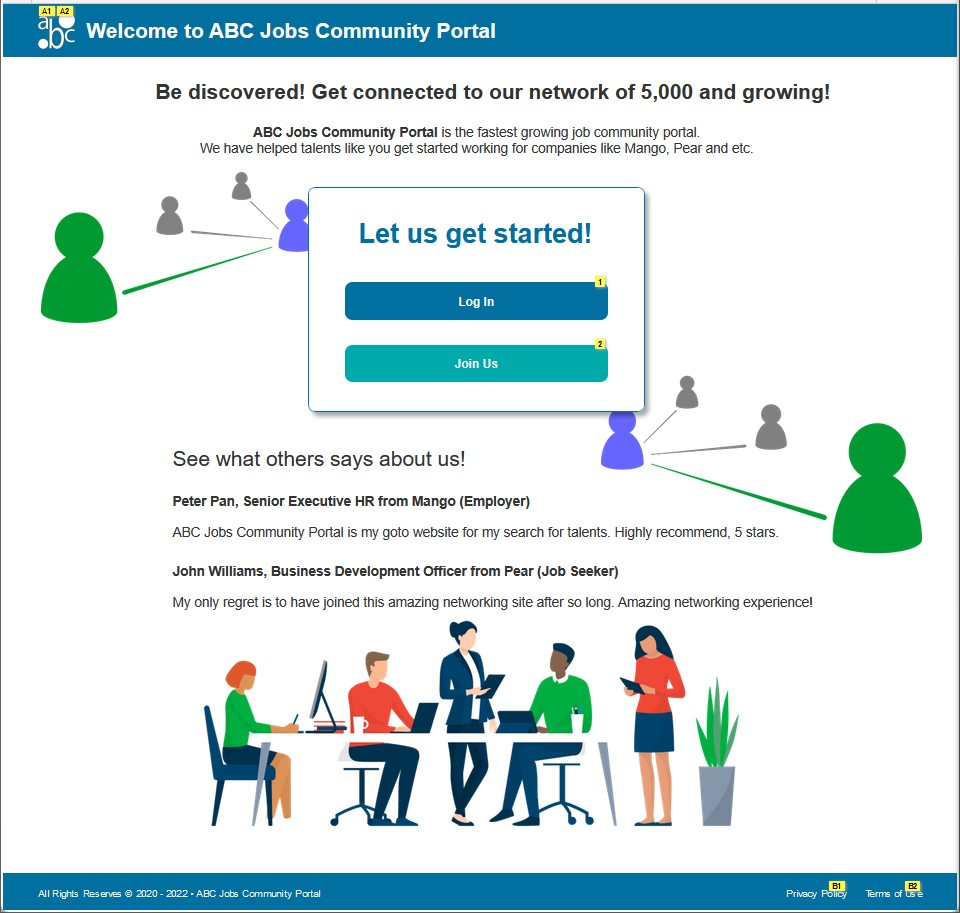 A1 A2
abc
Welcome to ABC Jobs Community Portal
Be discovered! Get connected to our network of 5,000 and growing!
ABC Jobs Community Portal is the fastest growing job community portal.
We have helped talents like you get started working for companies like Mango, Pear and etc.
Let us get started!
1
Log In
2
Join Us
See what others says about us!
Peter Pan, Senior Executive HR from Mango (Employer)
ABC Jobs Community Portal is my goto website for my search for talents. Highly recommend, 5 stars.
John Williams, Business Development Officer from Pear (Job Seeker)
My only regret is to have joined this amazing networking site after so long. Amazing networking experience!
B1 B2
All Rights Reserves © 2020 - 2022 • ABC Jobs Community Portal Privacy Policy Terms of Use